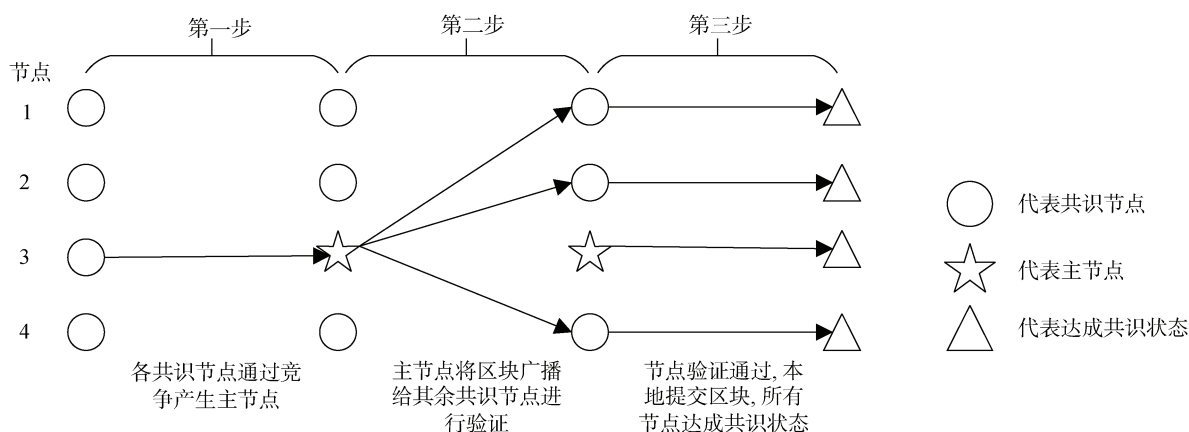 第一步
第二步
第三步
节点
1
2
3
4
代表共识节点
代表主节点
代表达成共识状态
各共识节点通过竞
争产生主节点
主节点将区块广播
给其余共识节点进
行验证
节点验证通过, 本
地提交区块, 所有
节点达成共识状态